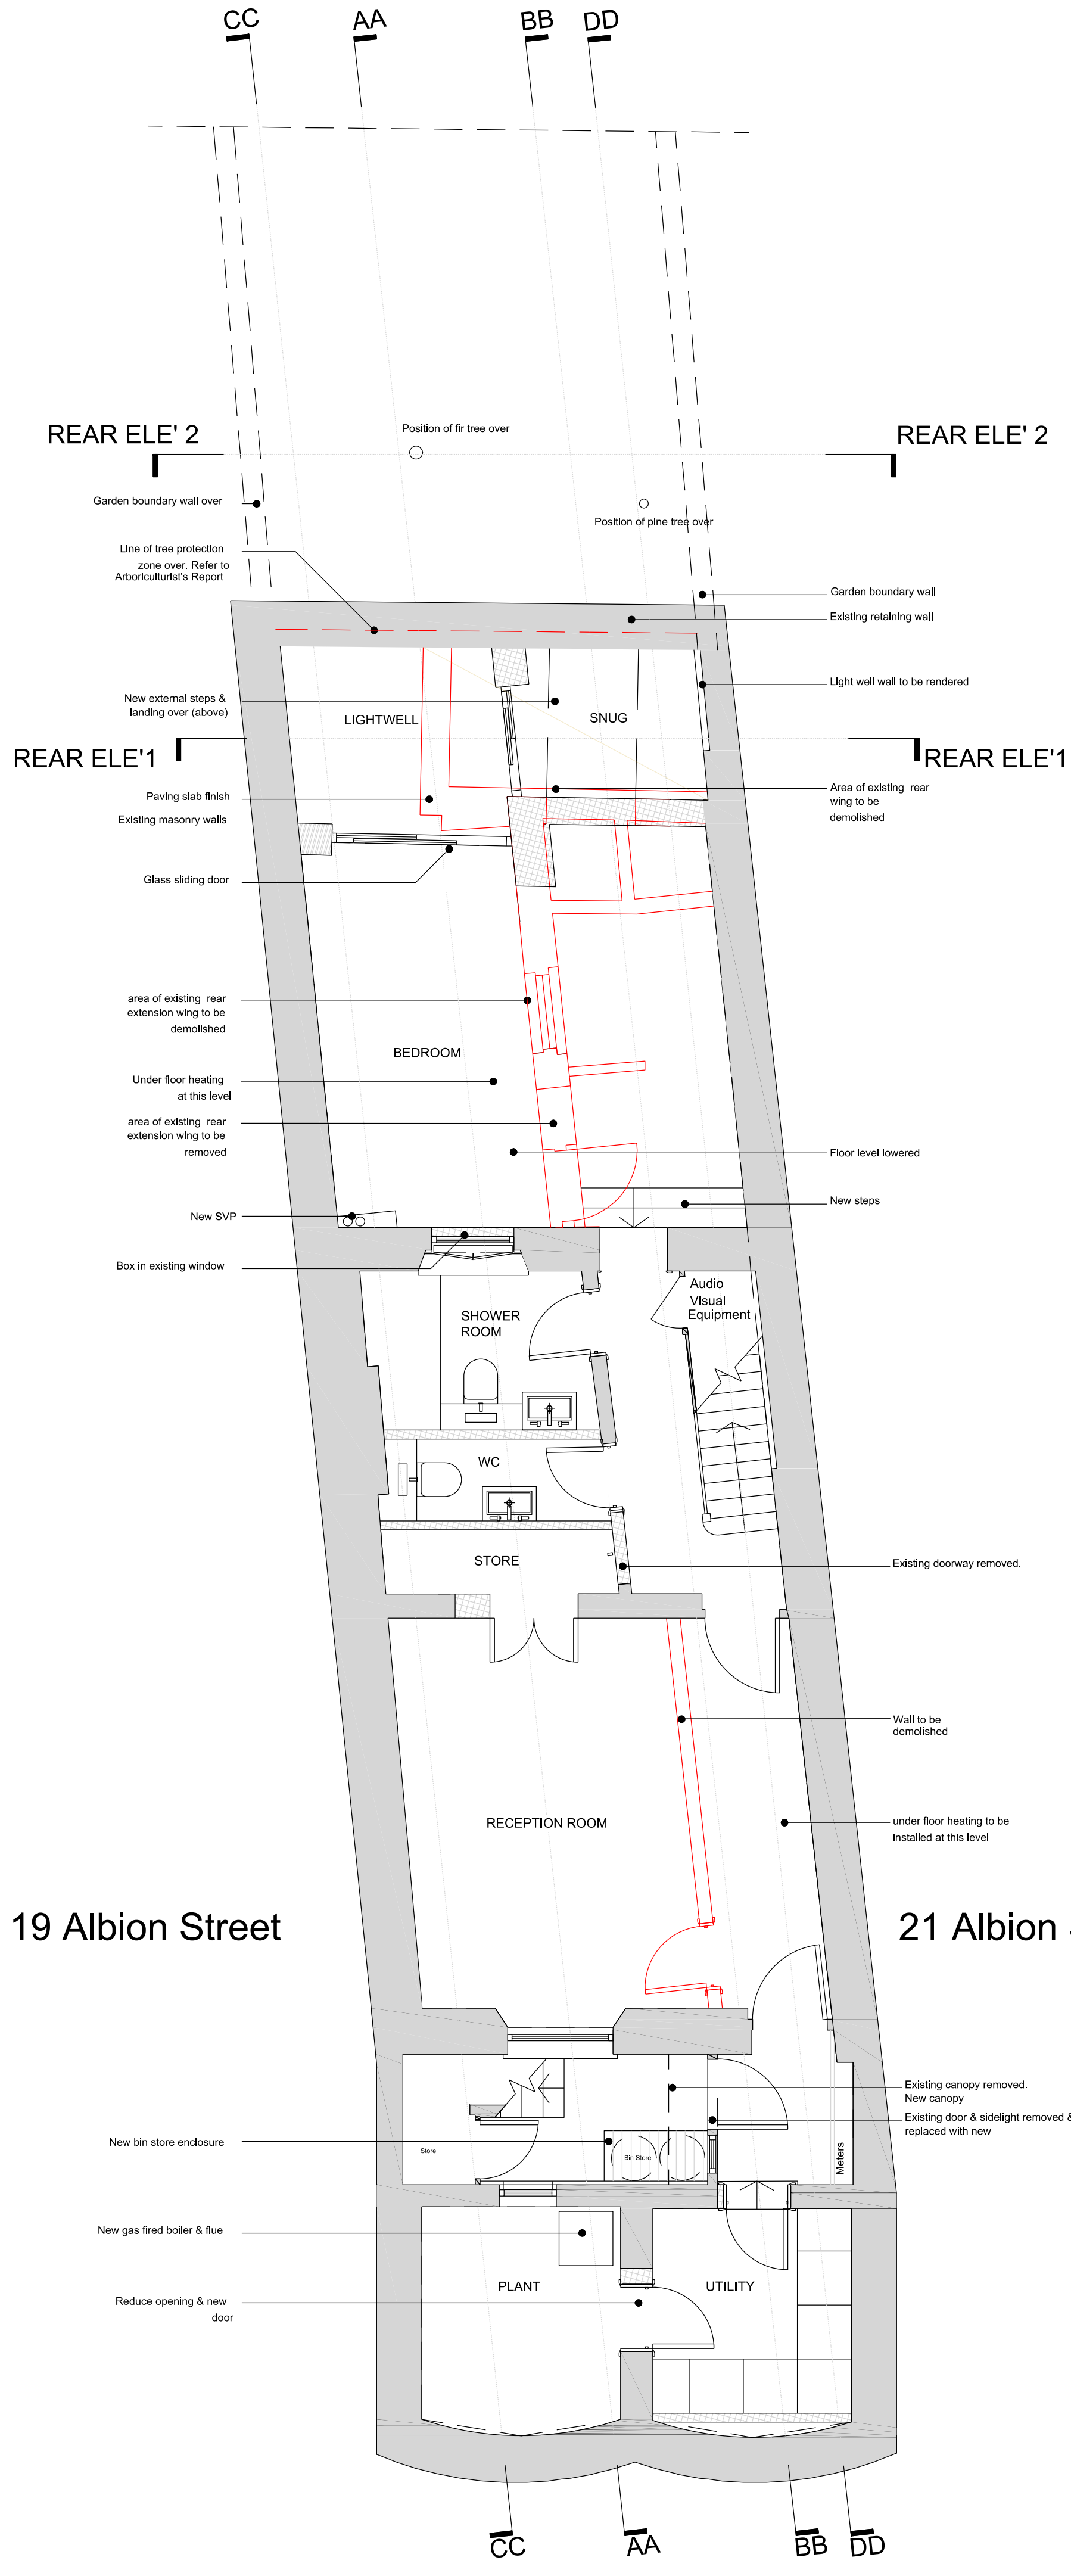 CC
AA
BB
DD
Position of fir tree over
REAR ELE' 2
REAR ELE' 2
Garden boundary wall over
Position of pine tree over
Line of tree protection
zone over. Refer to
Arboriculturist's Report
Garden boundary wall
Existing retaining wall
Light well wall to be rendered
New external steps &
landing over (above)
LIGHTWELL
SNUG
REAR ELE'1
REAR ELE'1
Paving slab finish
Existing masonry walls
Area of existing rear
wing to be
demolished
Glass sliding door
area of existing rear
extension wing to be
demolished
BEDROOM
Under floor heating
at this level
area of existing rear
extension wing to be
removed
Floor level lowered
New steps
New SVP
Box in existing window
Audio
Visual
Equipment
SHOWER
ROOM
WC
STORE
Existing doorway removed.
Wall to be
demolished
RECEPTION ROOM
under floor heating to be
installed at this level
19 Albion Street
21 Albion
Existing canopy removed.
New canopy
Existing door & sidelight removed &
replaced with new
New bin store enclosure
Store
Bin Store
Meters
New gas fired boiler & flue
PLANT
UTILITY
Reduce opening & new
door
CC
AA
BB
DD